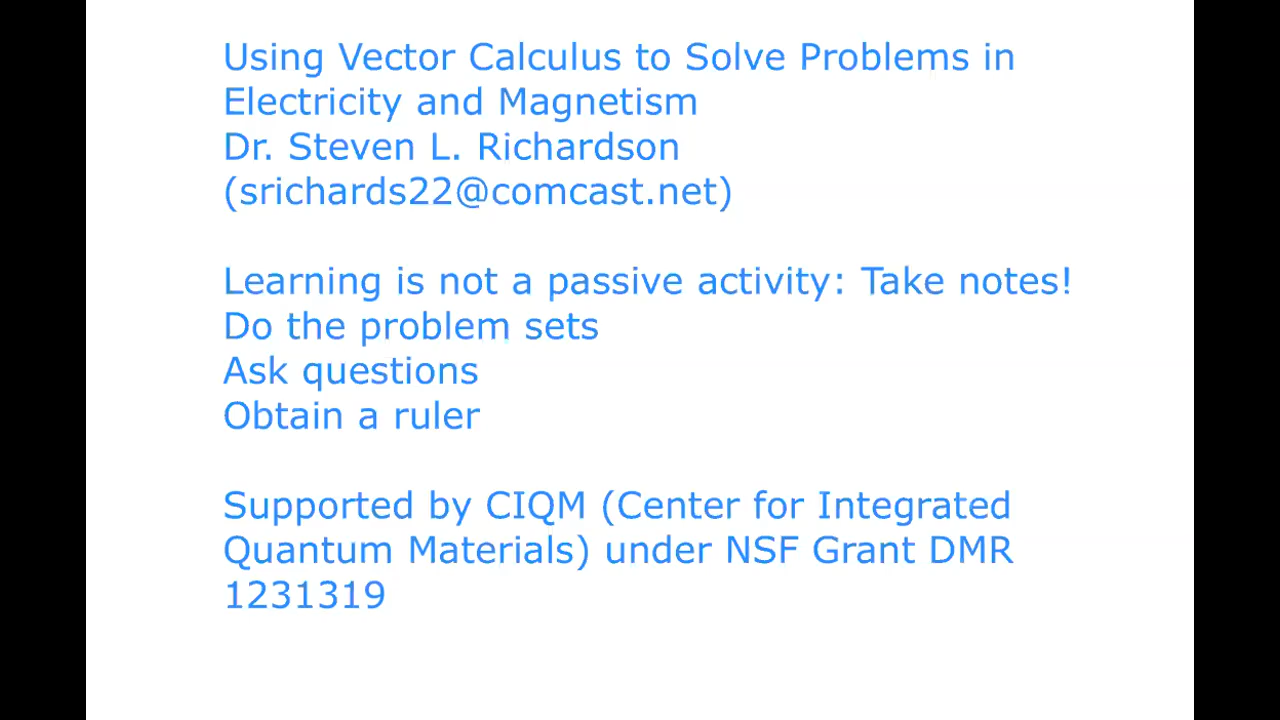 Using Vector Calculus to Solve Problems in
Electricity and Magnetism
Dr. Steven L. Richardson
(srichards22@comcast.net)
Learning is not a passive activity: Take notes!
Do the problem sets
Ask questions
Obtain a ruler
Supported by CIQM (Center for Integrated
Quantum Materials) under NSF Grant DMR
1231319